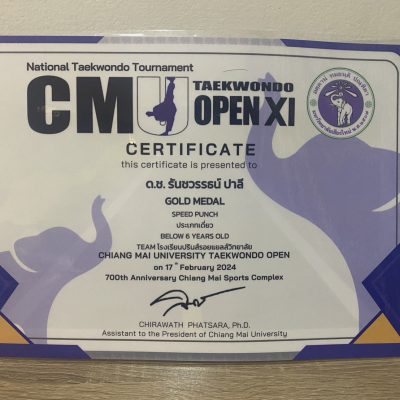 National Taekwondo Tournament
CMU TAEKWONDO
OPEN XI
CERTIFICATE
this certificate is presented to
ด.ช. รันชวรรธน์ ปาลี
GOLD MEDAL
SPEED PUNCH
ประเภทเดี่ยว
BELOW 6 YEARS OLD
TEAM โรงเรียนปรินส์รอยแยลส์วิทยาลัย
CHIANG MAI UNIVERSITY TAEKWONDO OPEN
on 17th February 2024
700th Anniversary Chiang Mai Sports Complex
CHIRAWATH PHATSARA, Ph.D.
Assistant to the President of Chiang Mai University